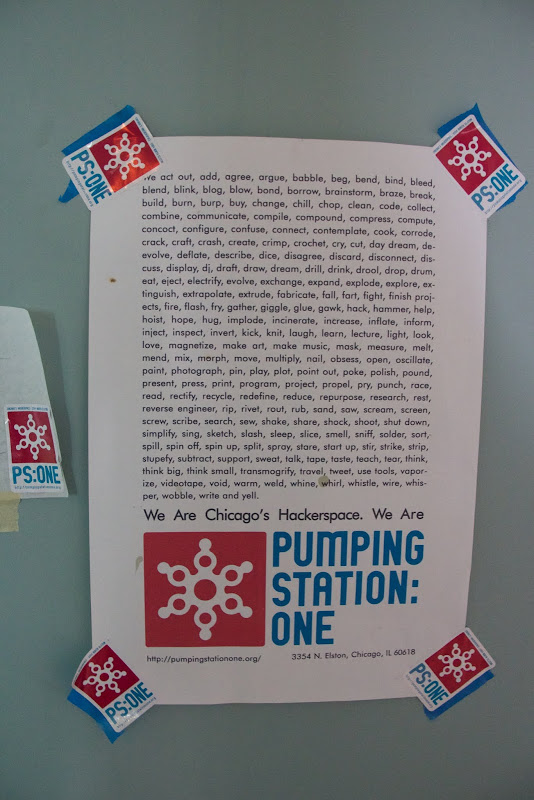 We act out, add, agree, argue, babble, beg, bend, bind, bleed,
blend, blink, blog, blow, bond, borrow, brainstorm, braze, break,
build, burn, burp, buy, change, chill, chop, clean, code, collect,
combine, communicate, compile, compound, compress, compute,
concoct, configure, confuse, connect, contemplate, cook, corrode,
crack, craft, crash, create, crimp, crochet, cry, cut, day dream, de-
evolve, deflate, describe, dice, disagree, discard, disconnect, dis-
cuss, display, dj, draft, draw, dream, drill, drink, drool, drop, drum,
eat, eject, electrify, evolve, exchange, expand, explode, explore, ex-
tinguish, extrapolate, extrude, fabricate, fall, fart, fight, finish proj-
ects, fire, flash, fry, gather, giggle, glue, gawk, hack, hammer, help,
hoist, hope, hug, implode, incinerate, increase, inflate, inform,
inject, inspect, invert, kick, knit, laugh, learn, lecture, light, look,
love, magnetize, make art, make music, mask, measure, melt,
mend, mix, morph, move, multiply, nail, obsess, open, oscillate,
paint, photograph, pin, play, plot, point out, poke, polish, pound,
present, press, print, program, project, propel, pry, punch, race,
read, rectify, recycle, redefine, reduce, repurpose, research, rest,
reverse engineer, rip, rivet, rout, rub, sand, saw, scream, screen,
screw, scribe, search, sew, shake, share, shock, shoot, shut down,
simplify, sing, sketch, slash, sleep, slice, smell, sniff, solder, sort,
spill, spin off, spin up, split, spray, stare, start up, stir, strike, strip,
stupefy, subtract, support, sweat, talk, tape, taste, teach, tear, think,
think big, think small, transmogrify, travel, tweet, use tools, vapor-
ize, videotape, void, warm, weld, whine, whirl, whistle, wire, whis-
per, wobble, write and yell.
We Are Chicago's Hackerspace. We Are
PUMPING
STATION:
ONE
http://pumpingstationone.org/ 3354 N. Elston, Chicago, IL 60618
PS:ONE
PS:ONE
PS:ONE
PS:ONE
PS:ONE